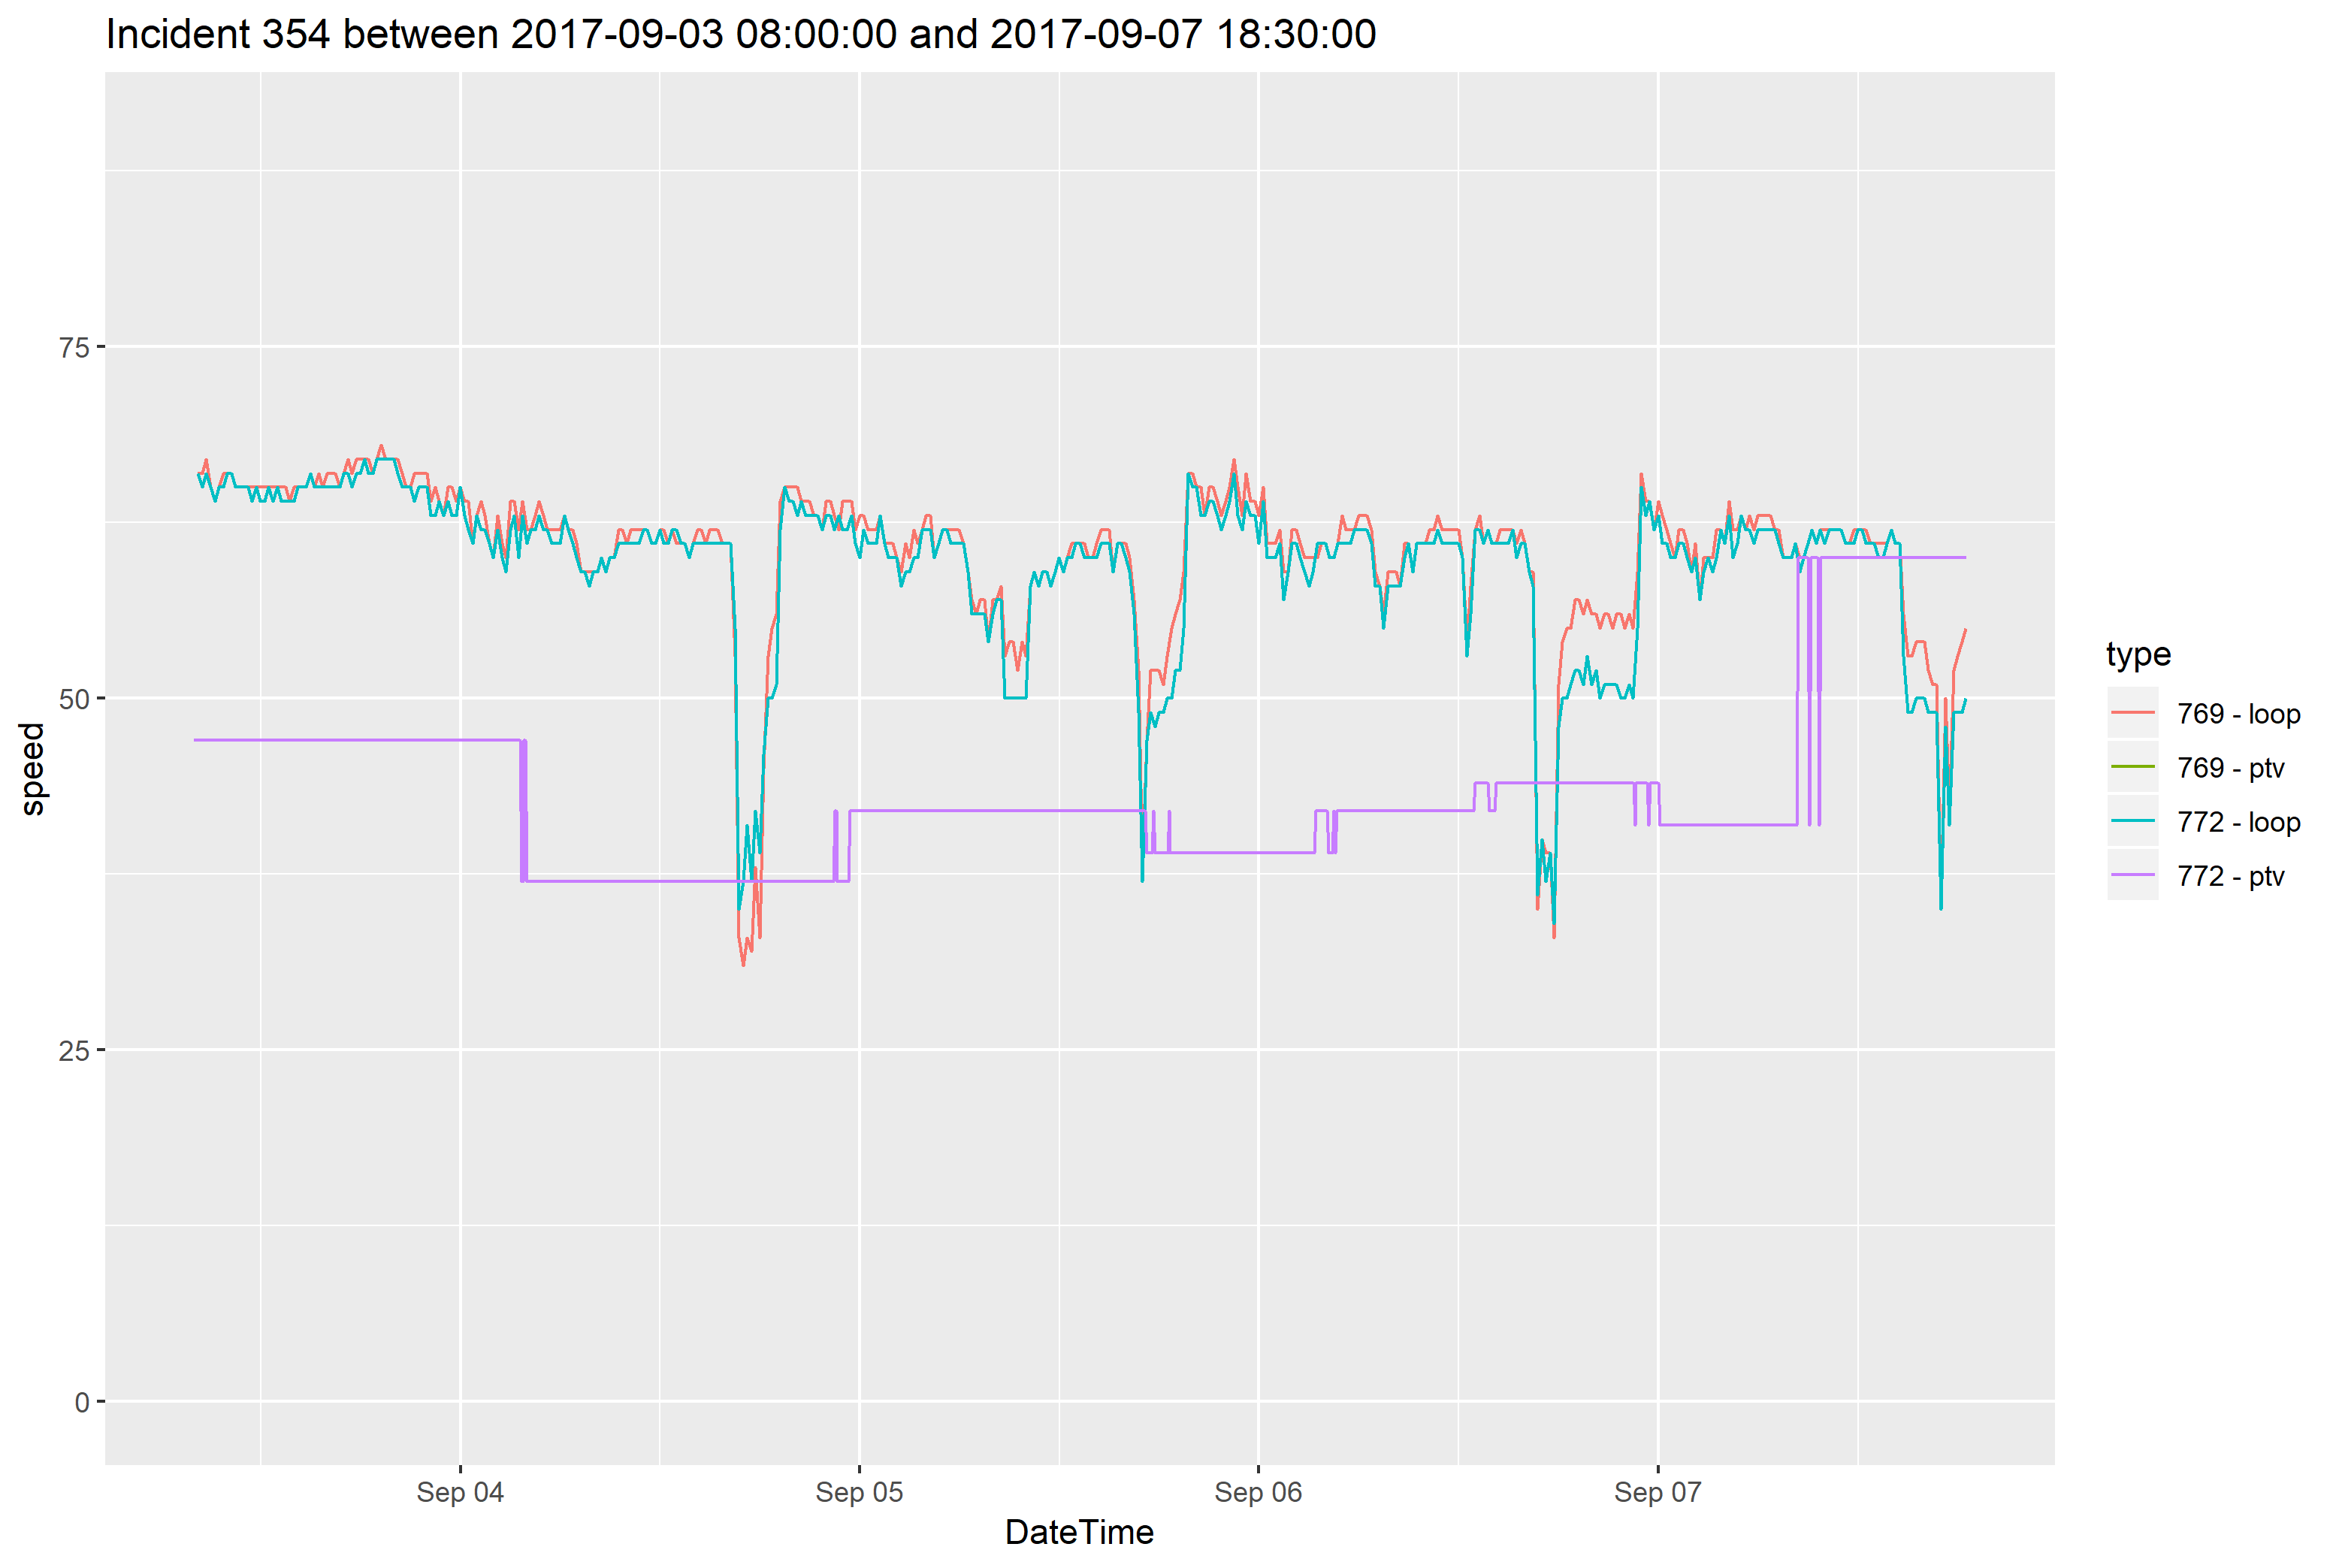 Incident 354 between 2017-09-03 08:00:00 and 2017-09-07 18:30:00
speed
75
50
25
0
Sep 04 Sep 05 Sep 06 Sep 07
DateTime
type
769 - loop
769 - ptv
772 - loop
772 - ptv